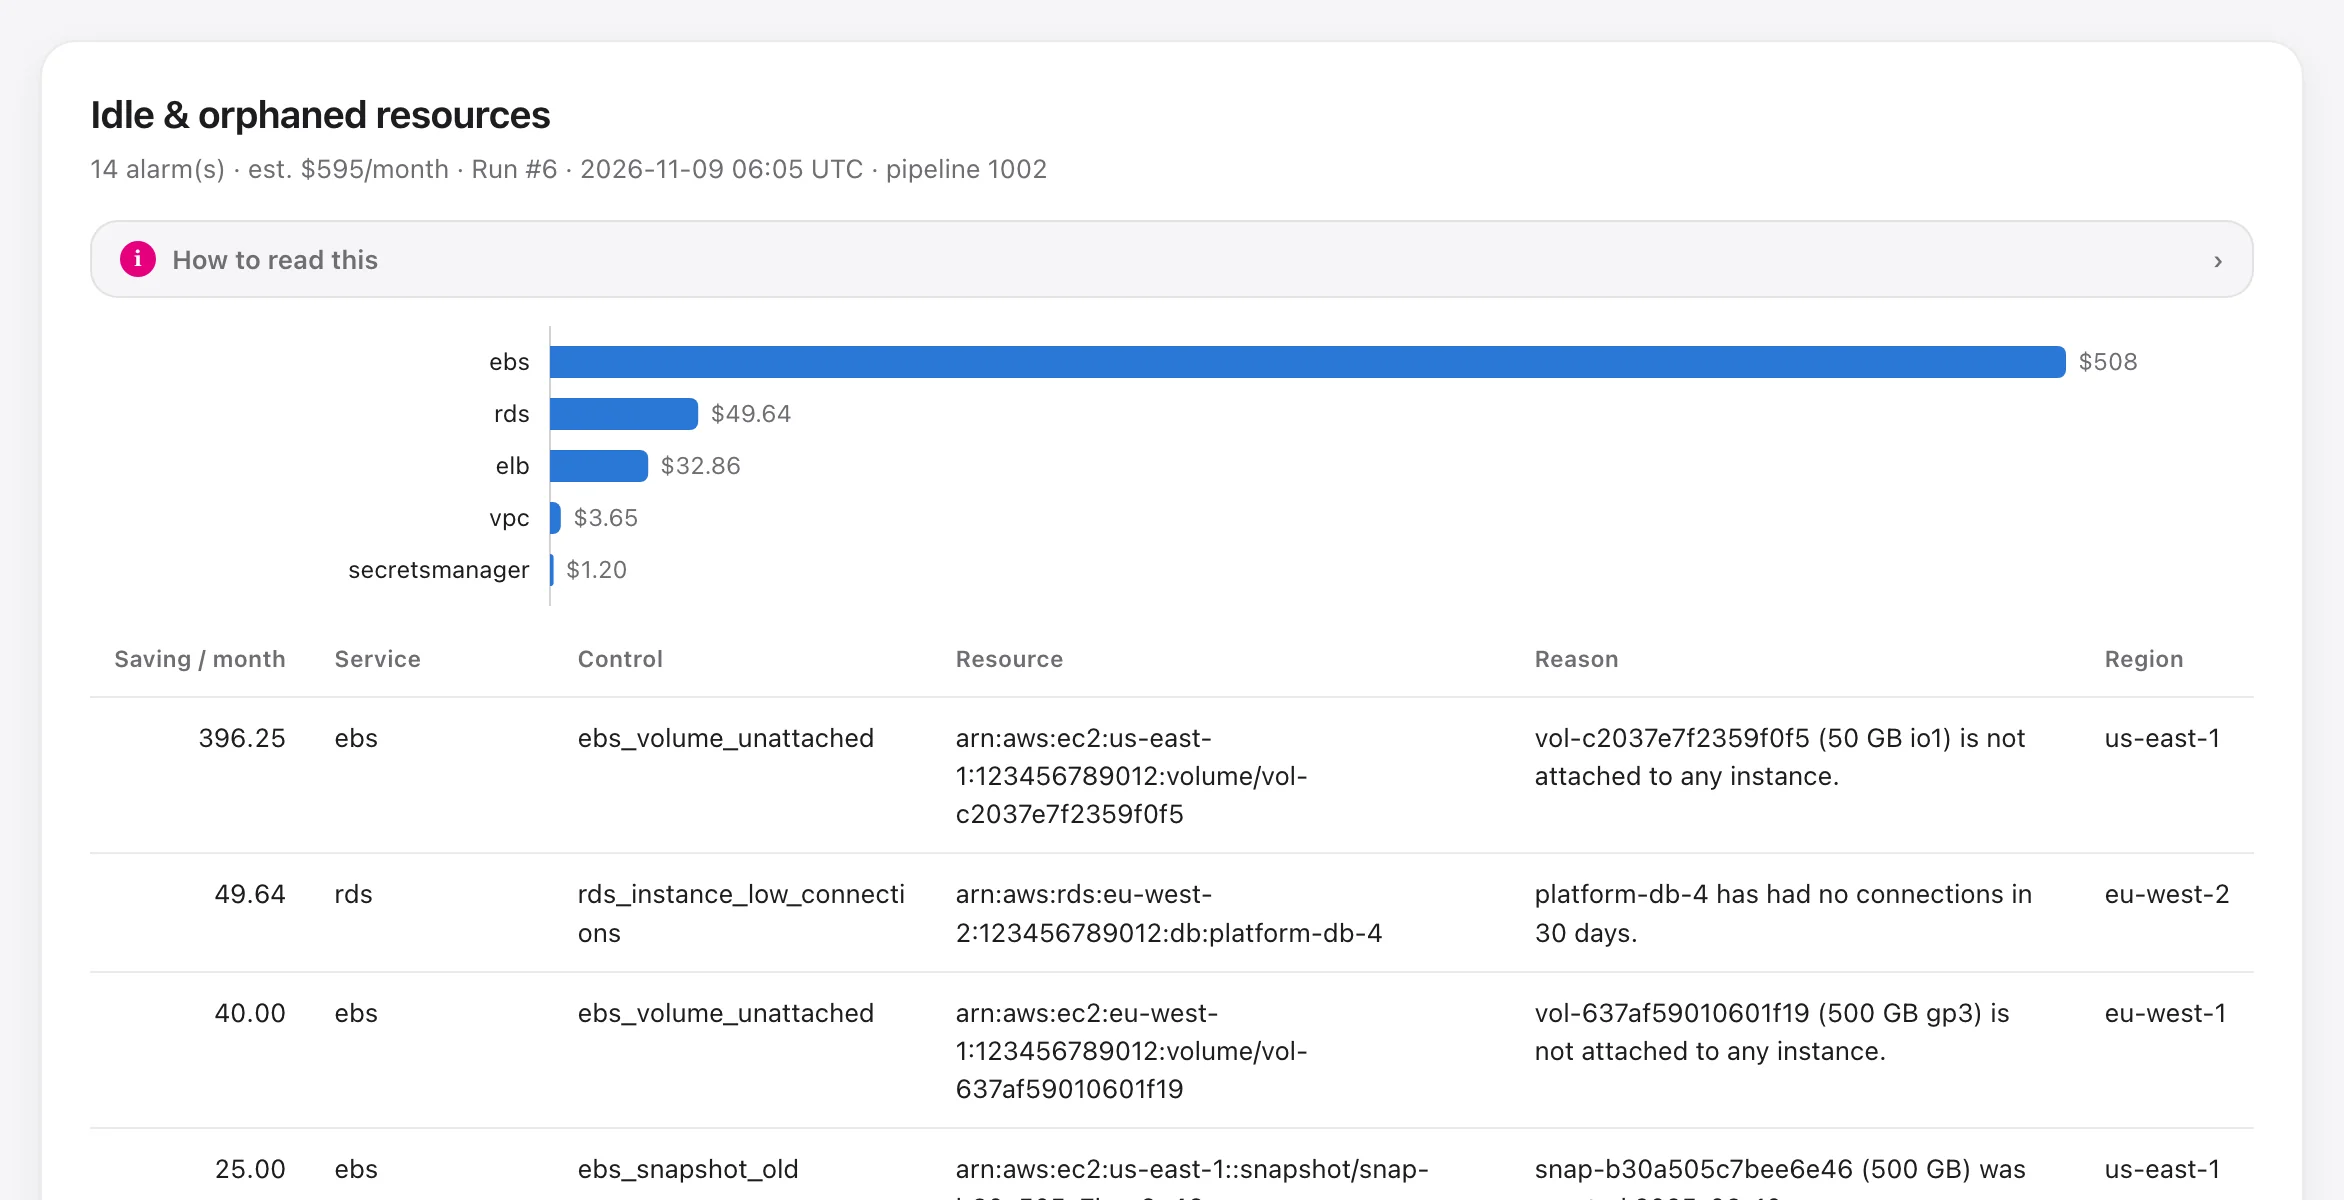 Idle & orphaned resources
14 alarm(s) · est. $595/month · Run #6 · 2026-11-09 06:05 UTC · pipeline 1002
i How to read this ›
ebs $508
rds $49.64
elb $32.86
vpc $3.65
secretsmanager $1.20
Saving / month Service Control Resource Reason Region
396.25 ebs ebs_volume_unattached arn:aws:ec2:us-east- vol-c2037e7f2359f0f5 (50 GB io1) is not us-east-1
1:123456789012:volume/vol- attached to any instance.
c2037e7f2359f0f5
49.64 rds rds_instance_low_connecti arn:aws:rds:eu-west- platform-db-4 has had no connections in eu-west-2
ons 2:123456789012:db:platform-db-4 30 days.
40.00 ebs ebs_volume_unattached arn:aws:ec2:eu-west- vol-637af59010601f19 (500 GB gp3) is eu-west-1
1:123456789012:volume/vol- not attached to any instance.
637af59010601f19
25.00 ebs ebs_snapshot_old arn:aws:ec2:us-east-1::snapshot/snap- snap-b30a505c7bee6e46 (500 GB) was us-east-1